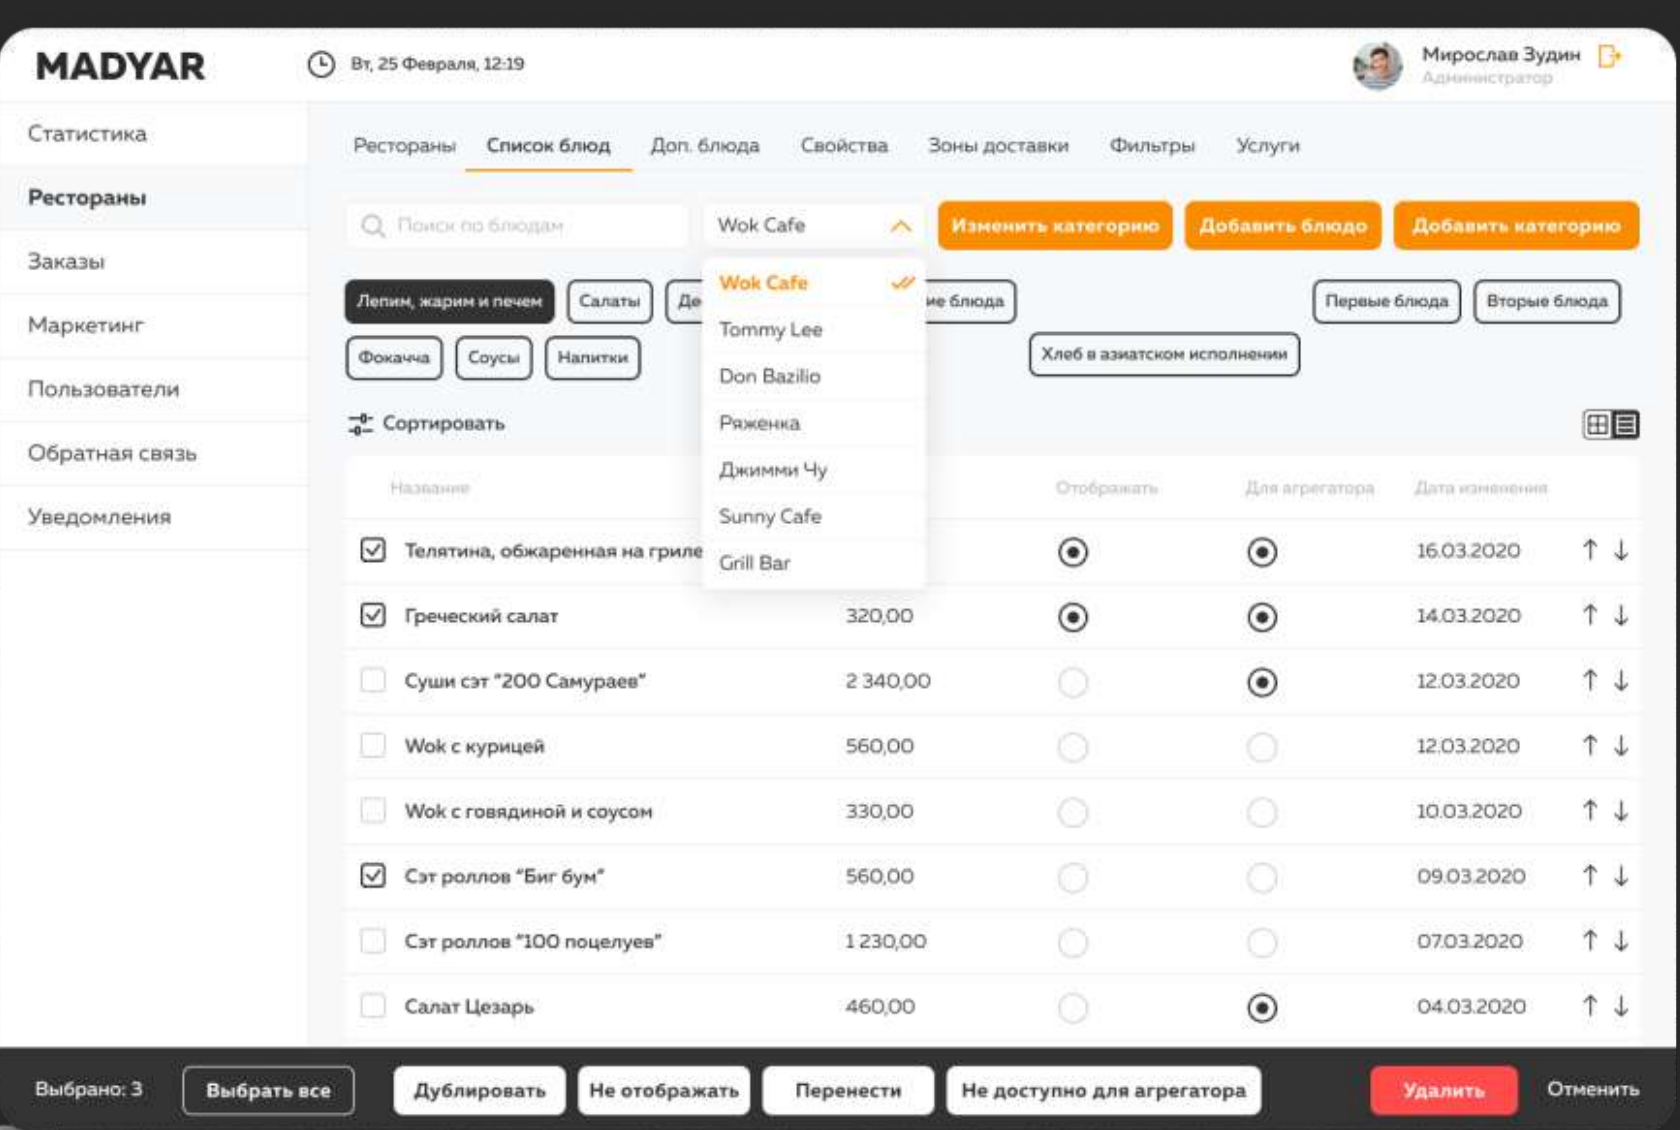 MADYAR
Вт, 25 Февраля, 12:19
Мирослав Зудин
Администратор
Статистика
Рестораны
Заказы
Маркетинг
Пользователи
Обратная связь
Уведомления
Рестораны Список блюд Доп. блюда Свойства Зоны доставки Фильтры Услуги
Поиск по блюдам
Wok Cafe
Изменить категорию Добавить блюдо Добавить категорию
Wok Cafe
Tommy Lee
Don Bazilio
Ряженка
Джимми Чу
Sunny Cafe
Grill Bar
Лепим, жарим и печем Салаты Де ие блюда Первые блюда Вторые блюда
Фокачча Соусы Напитки Хлеб в азиатском исполнении
Сортировать
Название Отображать Для агрегатора Дата изменения
Телятина, обжаренная на гриле 16.03.2020
Греческий салат 320,00 14.03.2020
Суши сэт "200 Самураев" 2 340,00 12.03.2020
Wok с курицей 560,00 12.03.2020
Wok с говядиной и соусом 330,00 10.03.2020
Сэт роллов "Биг бум" 560,00 09.03.2020
Сэт роллов "100 поцелуев" 1 230,00 07.03.2020
Салат Цезарь 460,00 04.03.2020
Выбрано: 3 Выбрать все Дублировать Не отображать Перенести Не доступно для агрегатора Удалить Отменить